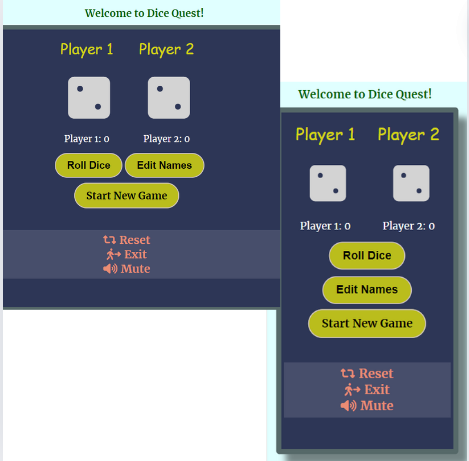 Welcome to Dice Quest!
Player 1 Player 2
Player 1: 0 Player 2: 0
Roll Dice Edit Names
Start New Game
Reset
Exit
Mute
Welcome to Dice Quest!
Player 1 Player 2
Player 1: 0 Player 2: 0
Roll Dice
Edit Names
Start New Game
Reset
Exit
Mute